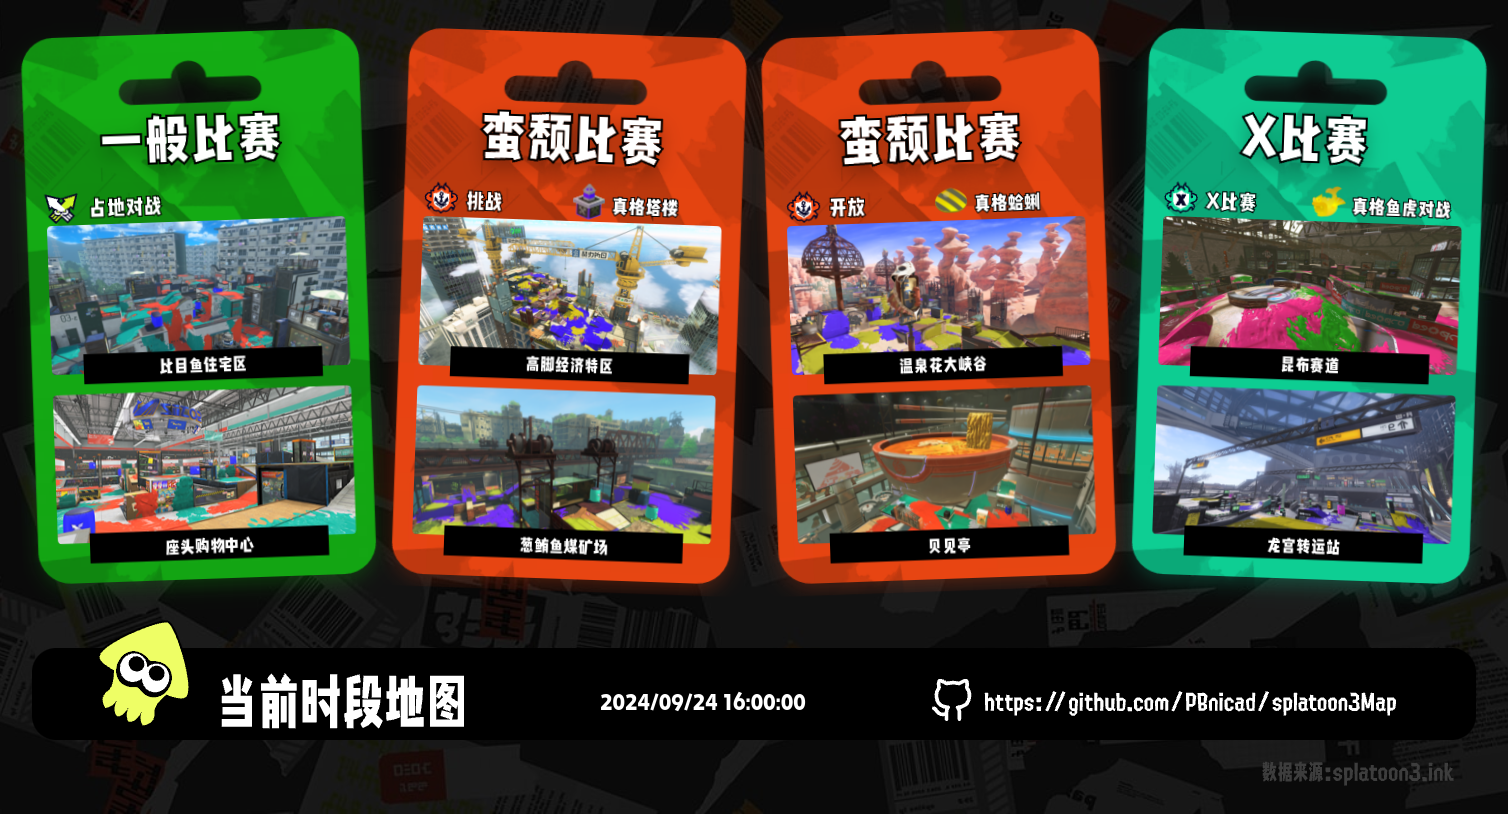 一般比赛
占地对战
比目鱼住宅区
座头购物中心
蛮颓比赛
挑战
真格塔楼
高脚经济特区
葱鲔鱼煤矿场
蛮颓比赛
开放
真格蛤蜊
温泉花大峡谷
贝贝亭
X比赛
X比赛
真格鱼虎对战
昆布赛道
龙宫转运站
当前时段地图
2024/09/24 16:00:00
https://github.com/PBnicad/splatoon3Map
数据来源:splatoon3.ink